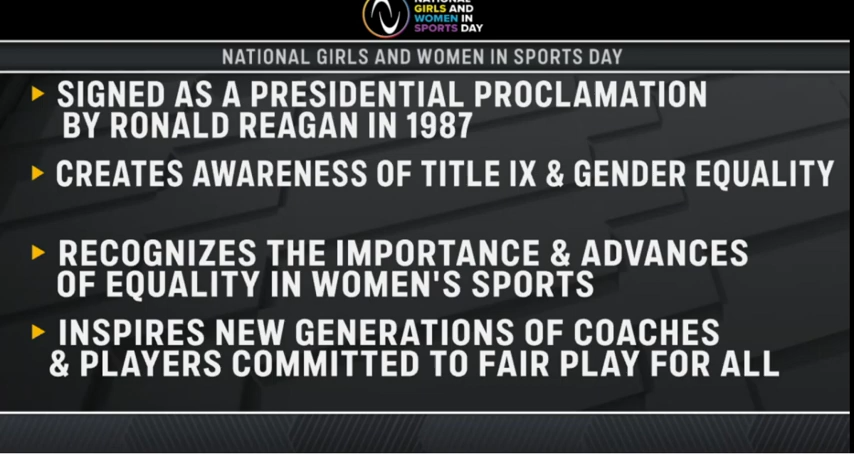 NATIONAL
GIRLS AND
WOMEN IN
SPORTS DAY
NATIONAL GIRLS AND WOMEN IN SPORTS DAY
SIGNED AS A PRESIDENTIAL PROCLAMATION
BY RONALD REAGAN IN 1987
CREATES AWARENESS OF TITLE IX & GENDER EQUALITY
RECOGNIZES THE IMPORTANCE & ADVANCES
OF EQUALITY IN WOMEN'S SPORTS
INSPIRES NEW GENERATIONS OF COACHES
& PLAYERS COMMITTED TO FAIR PLAY FOR ALL